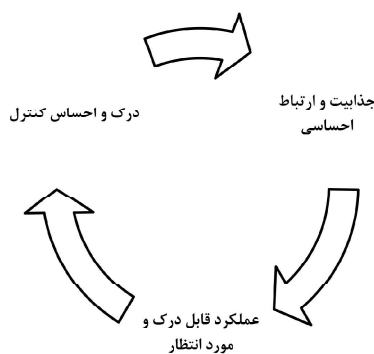 جذابیت و ارتباط
احساسی
درک و احساس کنترل
عملکرد قابل درک و
مورد انتظار